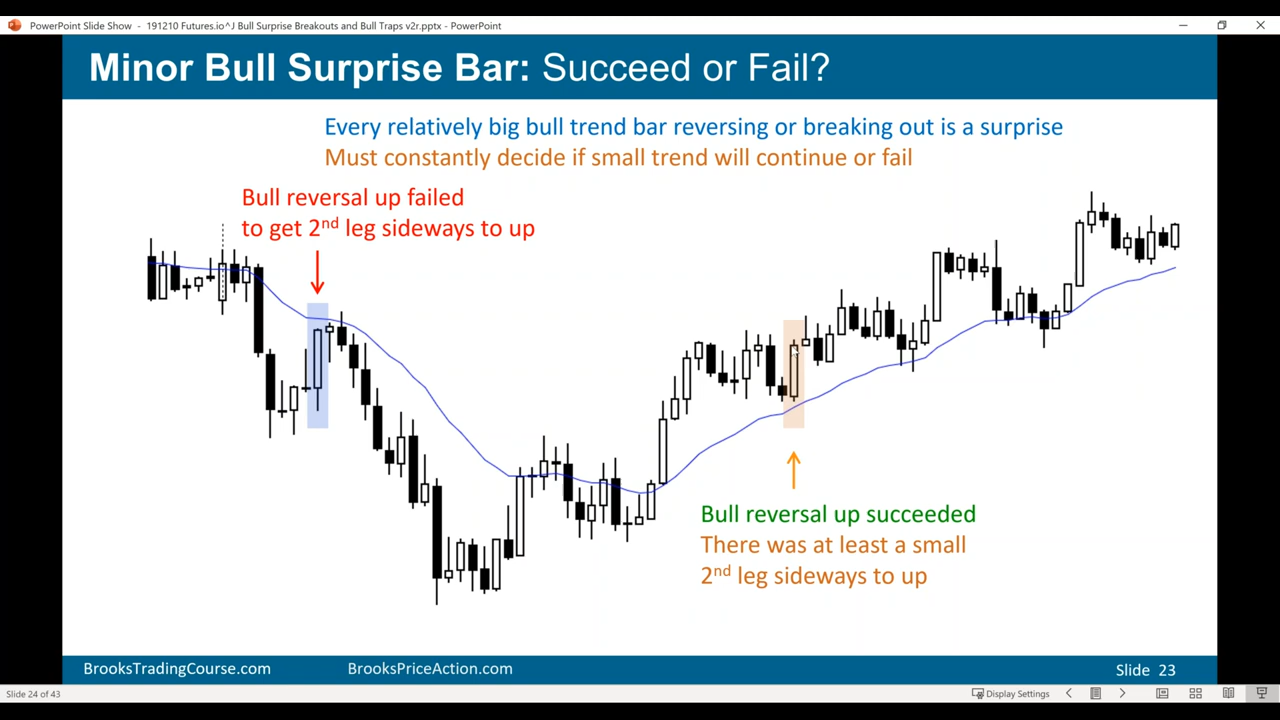 PowerPoint Slide Show - 191210 Futures.io^J Bull Surprise Breakouts and Bull Traps v2r.pptx - PowerPoint
Minor Bull Surprise Bar: Succeed or Fail?
Every relatively big bull trend bar reversing or breaking out is a surprise
Must constantly decide if small trend will continue or fail
Bull reversal up failed
to get 2nd leg sideways to up
Bull reversal up succeeded
There was at least a small
2nd leg sideways to up
BrooksTradingCourse.com BrooksPriceAction.com Slide 23
Slide 24 of 43 Display Settings